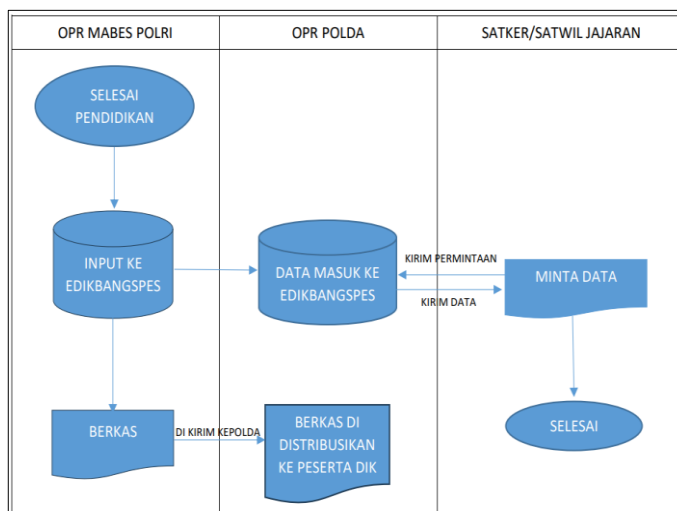 OPR MABES POLRI
OPR POLDA
SATKER/SATWIL JAJARAN
SELESAI
PENDIDIKAN
INPUT KE
EDIKBANGSPES
DATA MASUK KE
EDIKBANGSPES
KIRIM PERMINTAAN
KIRIM DATA
MINTA DATA
BERKAS
DI KIRIM KEPOLDA
BERKAS DI
DISTRIBUSIKAN
KE PESERTA DIK
SELESAI